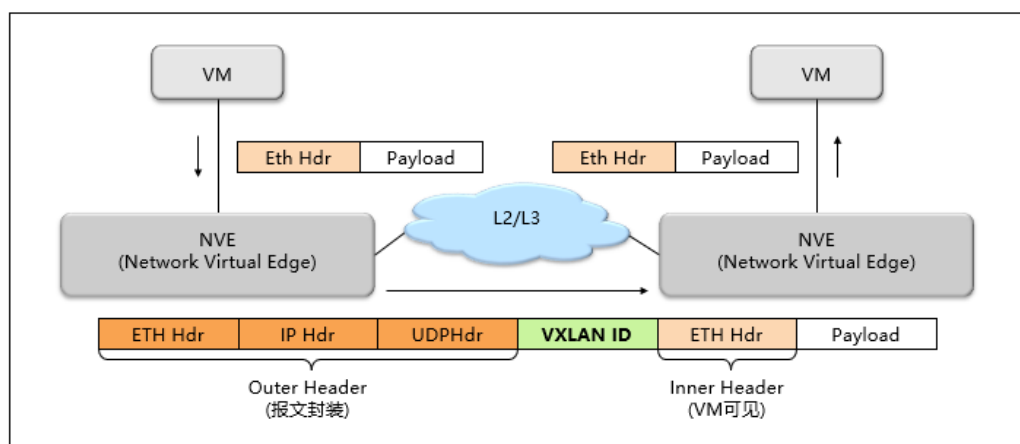 VM
VM
Eth Hdr
Payload
Eth Hdr
Payload
L2/L3
NVE
(Network Virtual Edge)
NVE
(Network Virtual Edge)
ETH Hdr
IP Hdr
UDPHdr
VXLAN ID
ETH Hdr
Payload
Outer Header
(报文封装)
Inner Header
(VM可见)